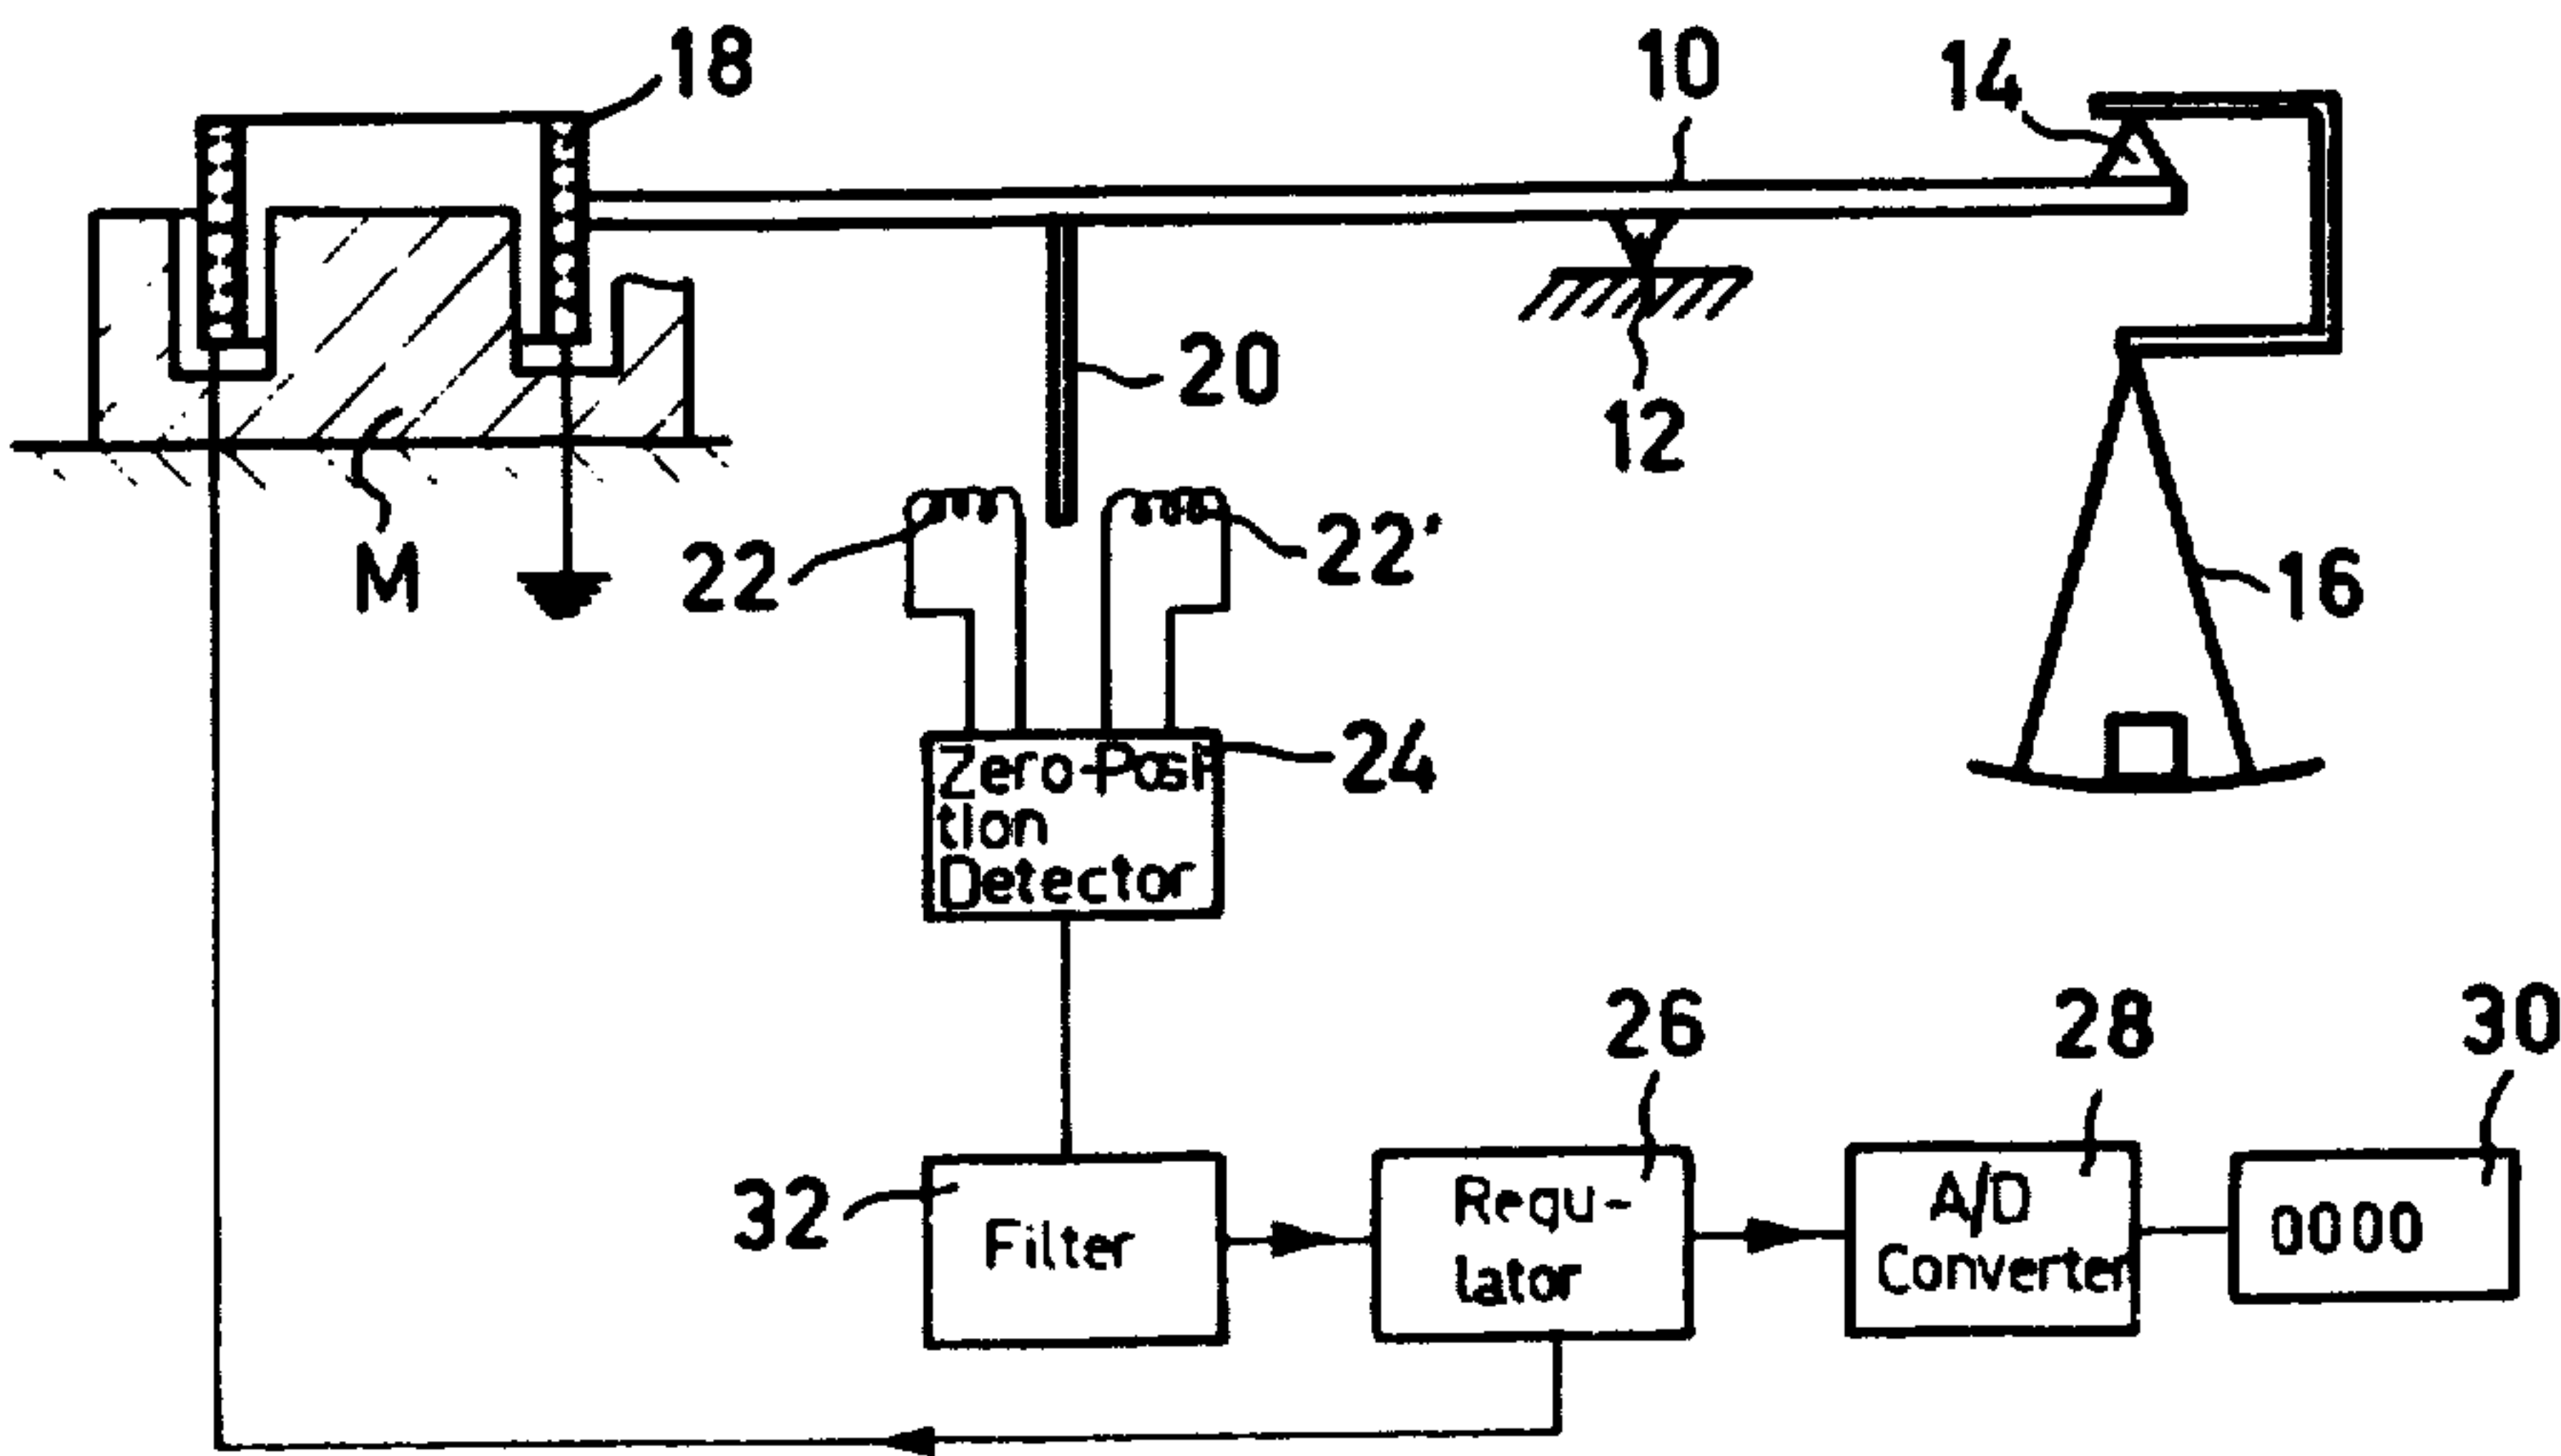 18
10
14
20
12
22
22'
M
16
Zero-Posi-
tion
Detector
24
26
28
30
32
Filter
Regu-
lator
A/D
Converter
0000